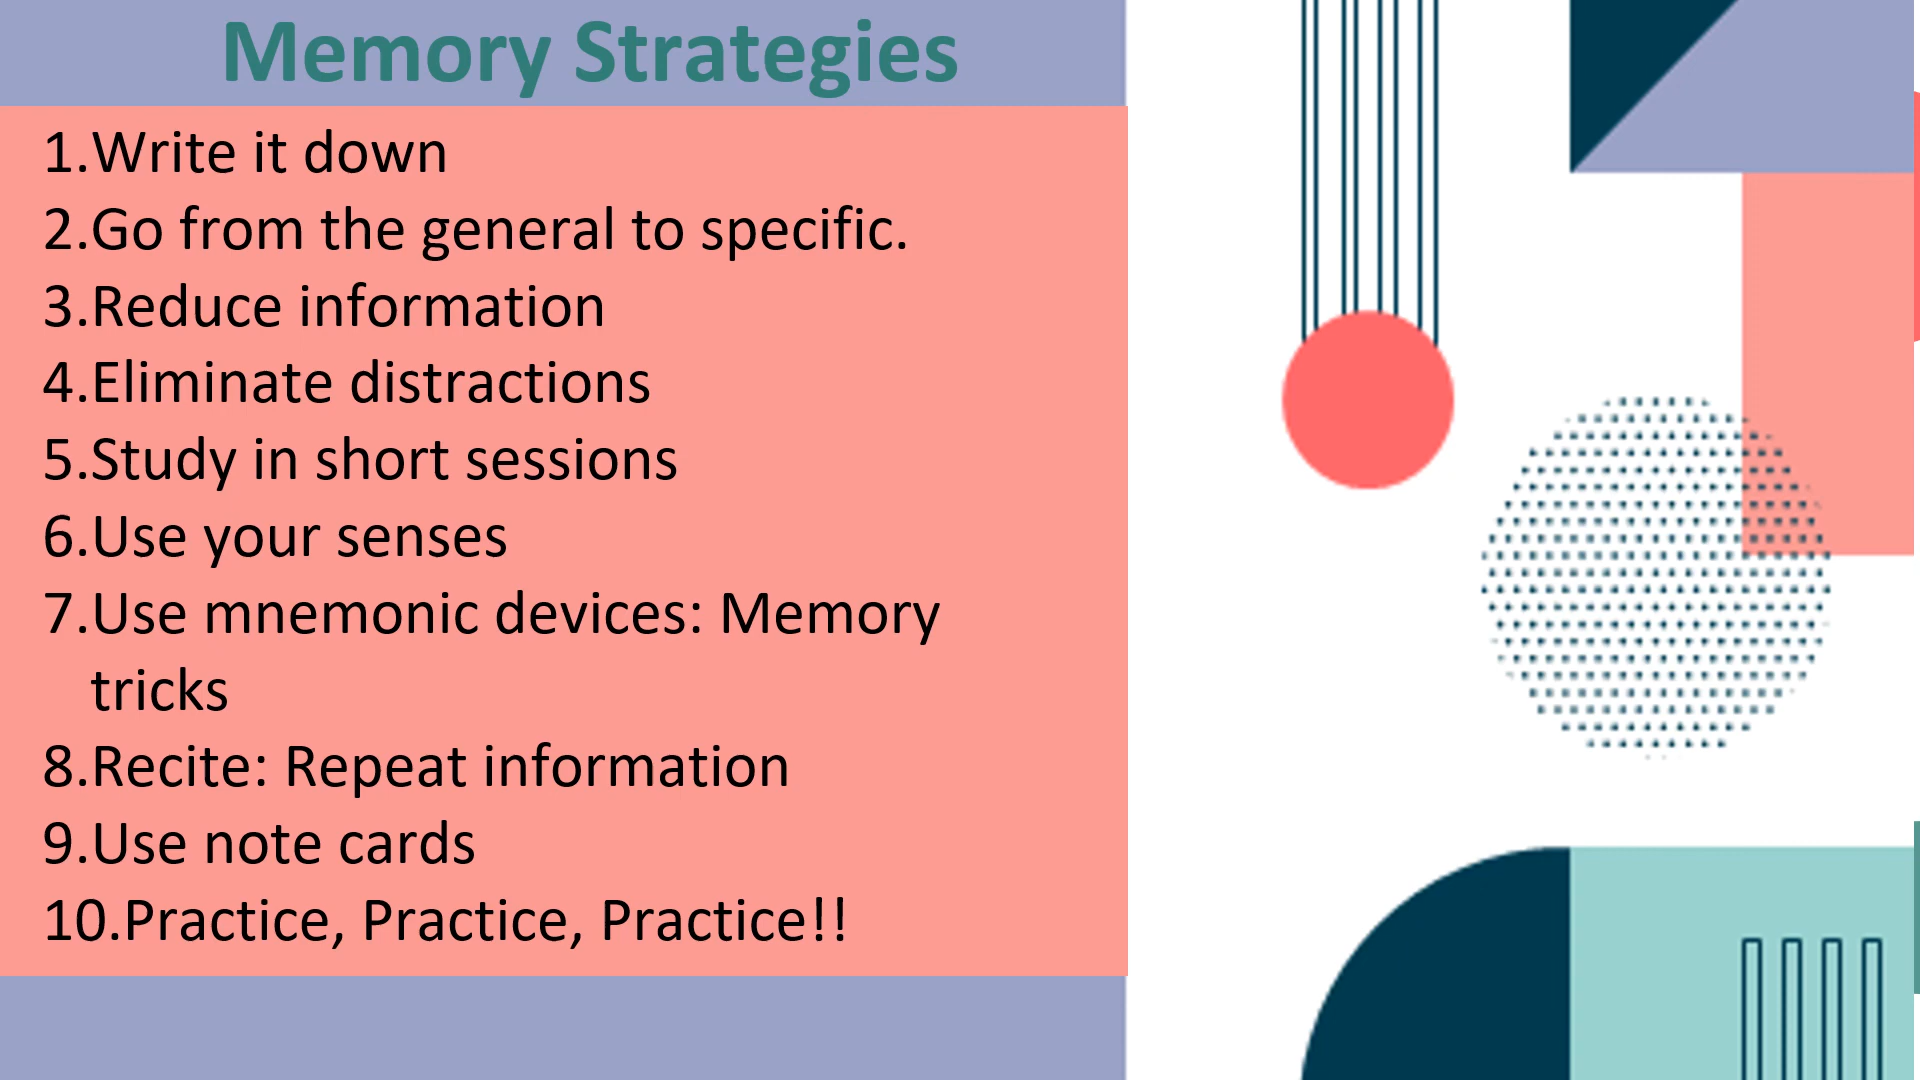 Memory Strategies
1.Write it down
2.Go from the general to specific.
3.Reduce information
4.Eliminate distractions
5.Study in short sessions
6.Use your senses
7.Use mnemonic devices: Memory
tricks
8.Recite: Repeat information
9.Use note cards
10.Practice, Practice, Practice!!